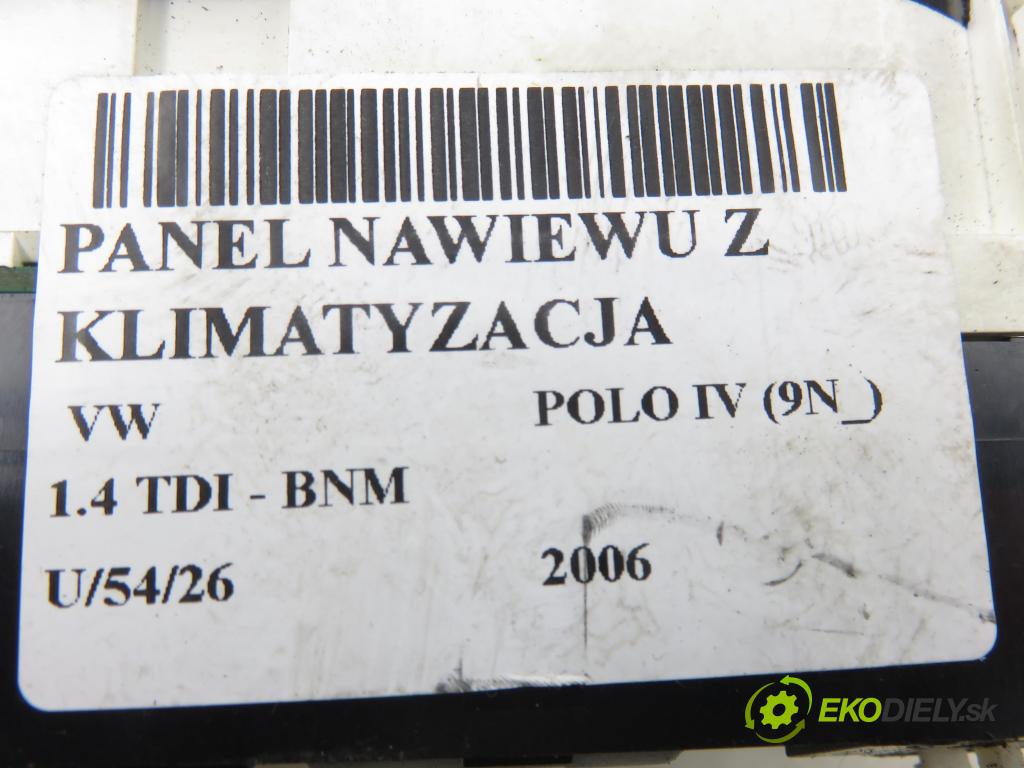 PANEL NAWIEWU Z
KLIMATYZACJA
VW POLO IV (9N_)
1.4 TDI - BNM
U/54/26 2006
EKODIELY.sk